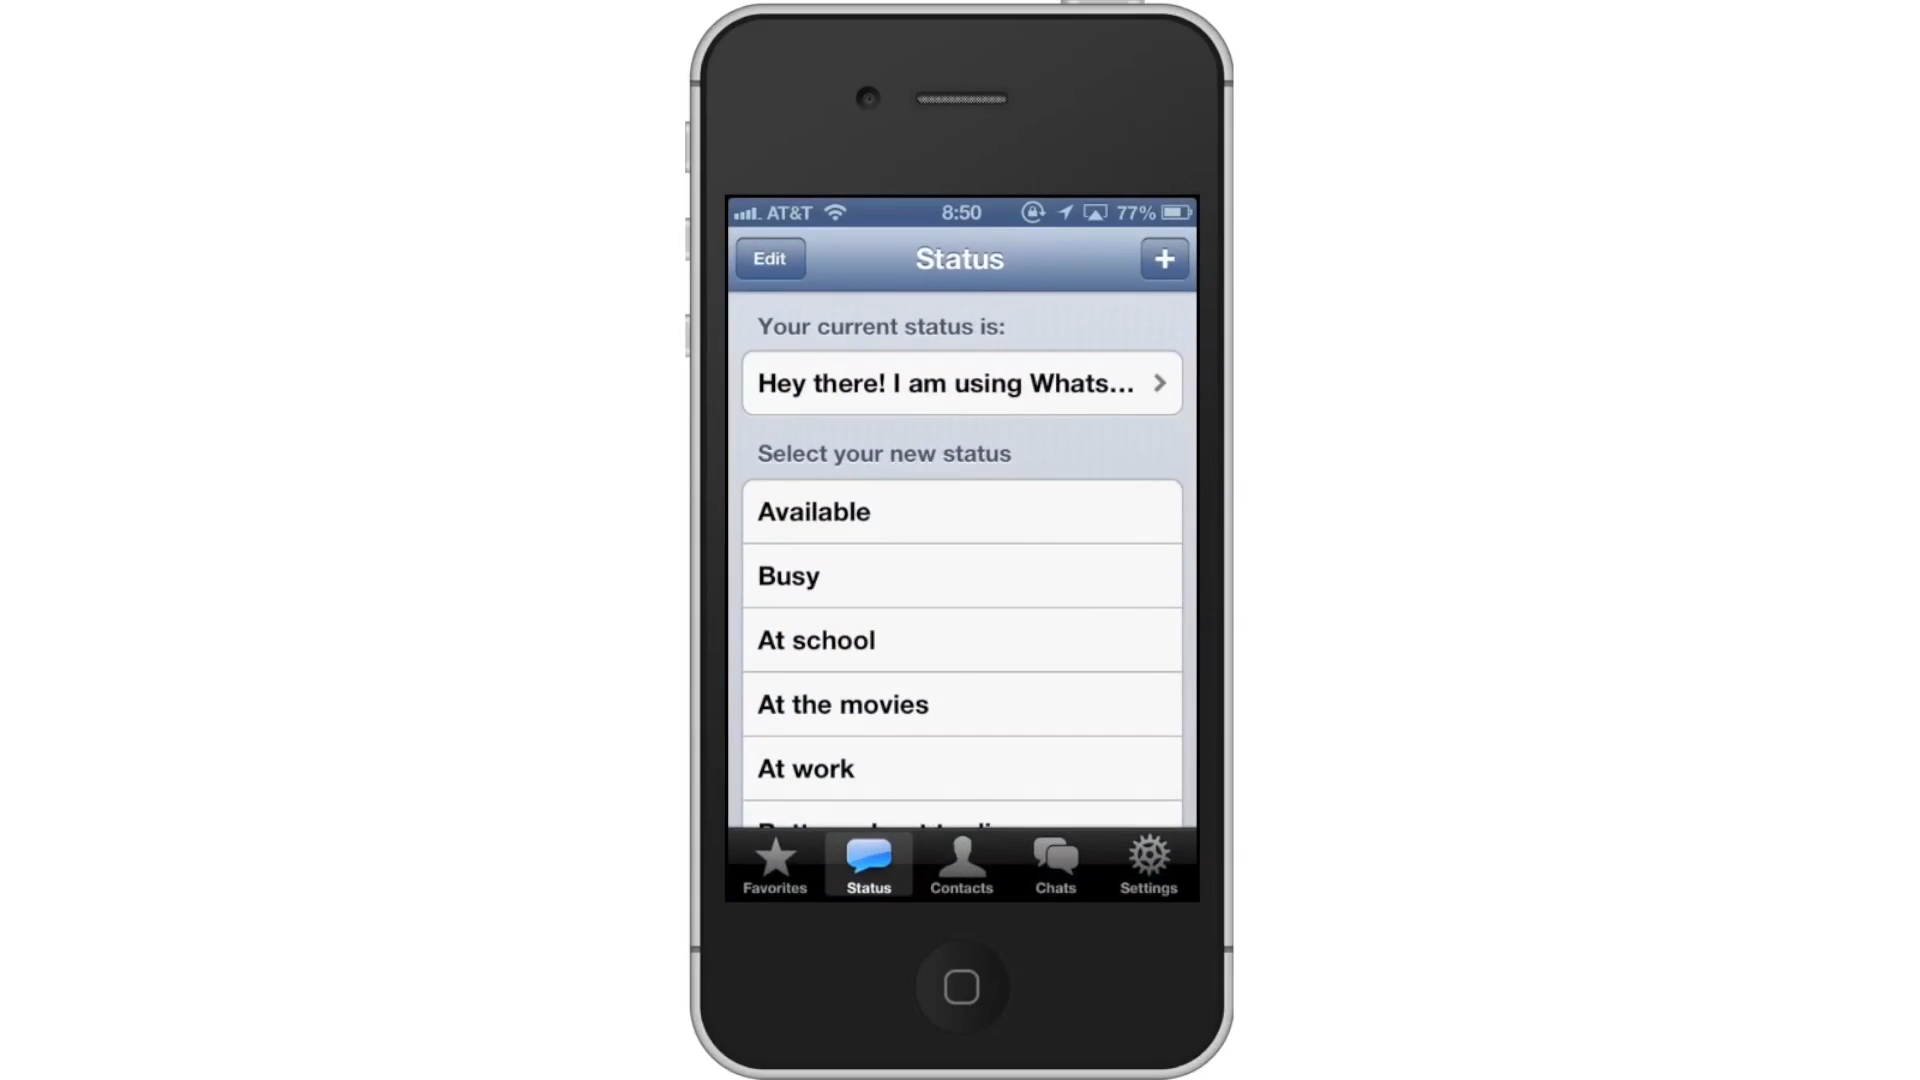 AT&T 8:50 77%
Edit Status +
Your current status is:
Hey there! I am using Whats...
Select your new status
Available
Busy
At school
At the movies
At work
Favorites Status Contacts Chats Settings